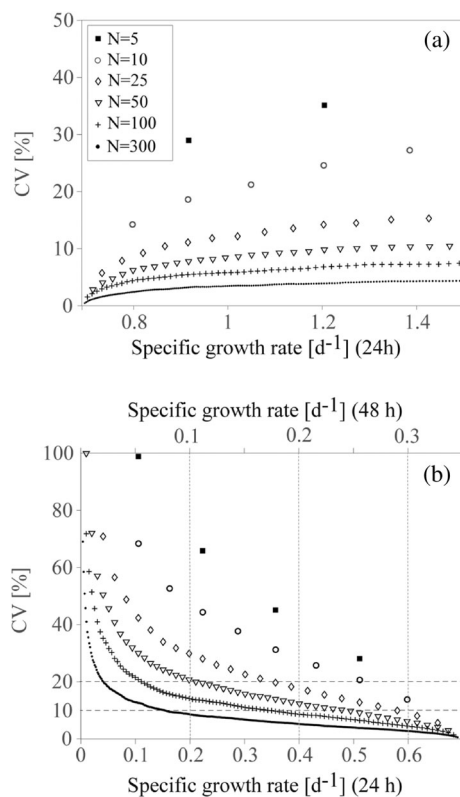 50
40
30
20
10
0
CV [%]
N=5
N=10
N=25
N=50
N=100
N=300
(a)
0.8 1 1.2 1.4
Specific growth rate [d-1] (24h)
Specific growth rate [d-1] (48 h)
0.1 0.2 0.3
100
80
60
40
20
10
0
CV [%]
(b)
0 0.1 0.2 0.3 0.4 0.5 0.6
Specific growth rate [d-1] (24 h)